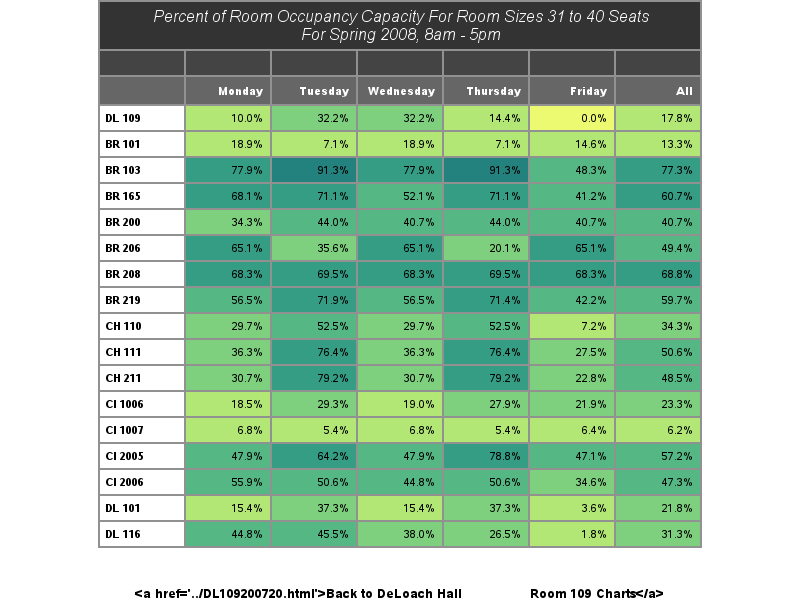 Percent of Room Occupancy Capacity For Room Sizes 31 to 40 Seats
For Spring 2008, 8am - 5pm
Monday Tuesday Wednesday Thursday Friday All
DL 109 10.0% 32.2% 32.2% 14.4% 0.0% 17.8%
BR 101 18.9% 7.1% 18.9% 7.1% 14.6% 13.3%
BR 103 77.9% 91.3% 77.9% 91.3% 48.3% 77.3%
BR 165 68.1% 71.1% 52.1% 71.1% 41.2% 60.7%
BR 200 34.3% 44.0% 40.7% 44.0% 40.7% 40.7%
BR 206 65.1% 35.6% 65.1% 20.1% 65.1% 49.4%
BR 208 68.3% 69.5% 68.3% 69.5% 68.3% 68.8%
BR 219 56.5% 71.9% 56.5% 71.4% 42.2% 59.7%
CH 110 29.7% 52.5% 29.7% 52.5% 7.2% 34.3%
CH 111 36.3% 76.4% 36.3% 76.4% 27.5% 50.6%
CH 211 30.7% 79.2% 30.7% 79.2% 22.8% 48.5%
CI 1006 18.5% 29.3% 19.0% 27.9% 21.9% 23.3%
CI 1007 6.8% 5.4% 6.8% 5.4% 6.4% 6.2%
CI 2005 47.9% 64.2% 47.9% 78.8% 47.1% 57.2%
CI 2006 55.9% 50.6% 44.8% 50.6% 34.6% 47.3%
DL 101 15.4% 37.3% 15.4% 37.3% 3.6% 21.8%
DL 116 44.8% 45.5% 38.0% 26.5% 1.8% 31.3%
<a href='../DL109200720.html'>Back to DeLoach Hall Room 109 Charts</a>